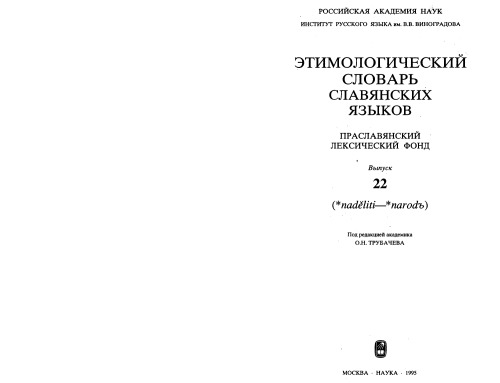 РОССИЙСКАЯ АКАДЕМИЯ НАУК
ИНСТИТУТ РУССКОГО ЯЗЫКА им. В.В. ВИНОГРАДОВА
ЭТИМОЛОГИЧЕСКИЙ
СЛОВАРЬ
СЛАВЯНСКИХ
ЯЗЫКОВ
ПРАСЛАВЯНСКИЙ
ЛЕКСИЧЕСКИЙ ФОНД
Выпуск
22
(*naděliti—*narodъ)
Под редакцией академика
О.Н. ТРУБАЧЕВА
МОСКВА · НАУКА · 1995